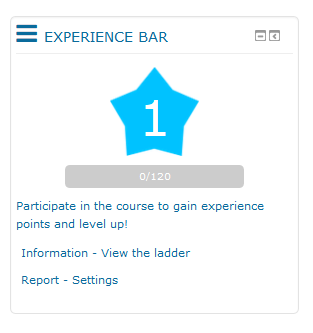 EXPERIENCE BAR
1
0/120
Participate in the course to gain experience
points and level up!
Information - View the ladder
Report - Settings